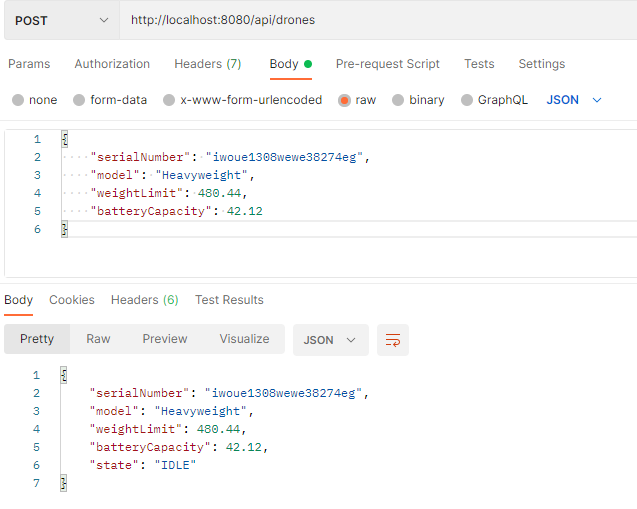 POST http://localhost:8080/api/drones
Params Authorization Headers (7) Body Pre-request Script Tests Settings
none form-data x-www-form-urlencoded raw binary GraphQL JSON
1 {
2 "serialNumber": "iwoue1308wewe38274eg",
3 "model": "Heavyweight",
4 "weightLimit": 480.44,
5 "batteryCapacity": 42.12
6 }
Body Cookies Headers (6) Test Results
Pretty Raw Preview Visualize JSON
1 {
2 "serialNumber": "iwoue1308wewe38274eg",
3 "model": "Heavyweight",
4 "weightLimit": 480.44,
5 "batteryCapacity": 42.12,
6 "state": "IDLE"
7 }